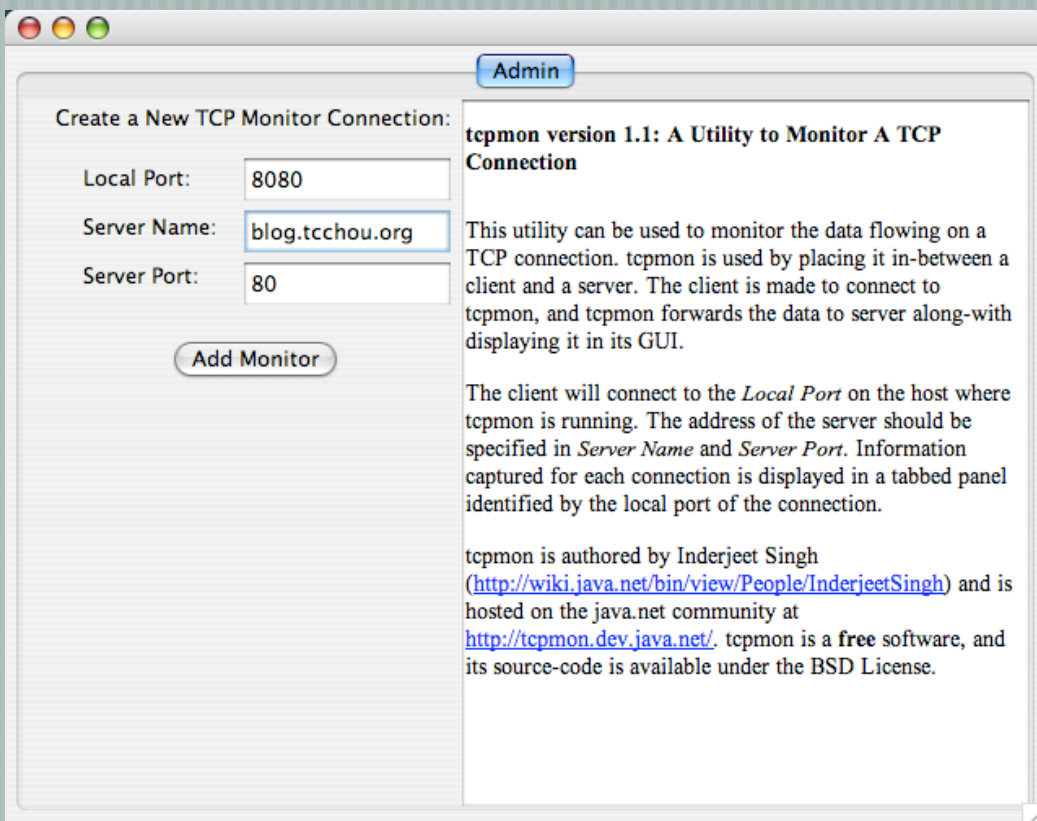 Admin
Create a New TCP Monitor Connection:
Local Port: 8080
Server Name: blog.tcchou.org
Server Port: 80
Add Monitor
tcpmon version 1.1: A Utility to Monitor A TCP
Connection
This utility can be used to monitor the data flowing on a
TCP connection. tcpmon is used by placing it in-between a
client and a server. The client is made to connect to
tcpmon, and tcpmon forwards the data to server along-with
displaying it in its GUI.
The client will connect to the Local Port on the host where
tcpmon is running. The address of the server should be
specified in Server Name and Server Port. Information
captured for each connection is displayed in a tabbed panel
identified by the local port of the connection.
tcpmon is authored by Inderjeet Singh
(http://wiki.java.net/bin/view/People/InderjeetSingh) and is
hosted on the java.net community at
http://tcpmon.dev.java.net/. tcpmon is a free software, and
its source-code is available under the BSD License.